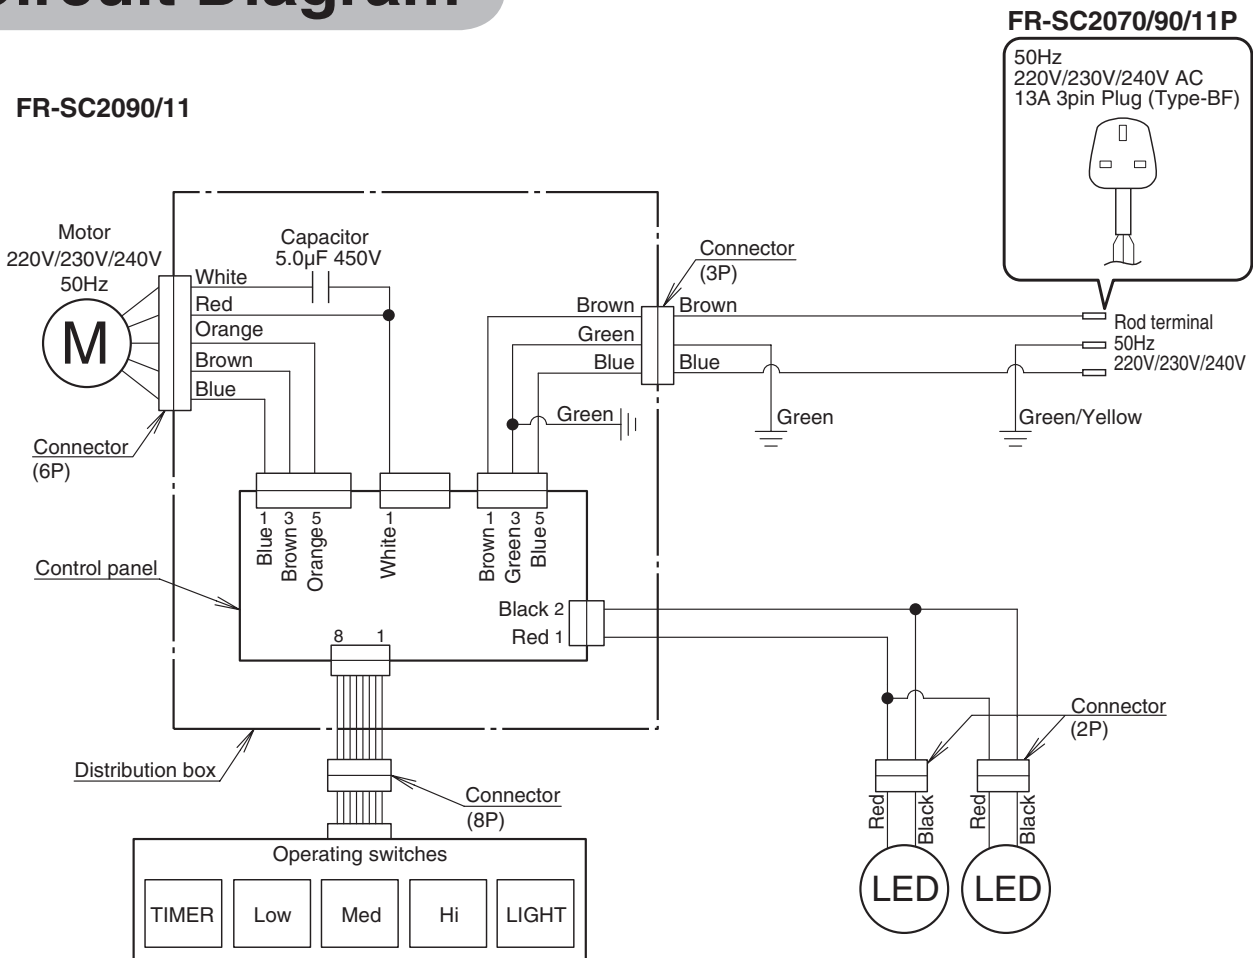 Circuit Diagram
FR-SC2070/90/11P
50Hz
220V/230V/240V AC
13A 3pin Plug (Type-BF)
FR-SC2090/11
Motor
220V/230V/240V
50Hz
M
Capacitor
5.0µF 450V
White
Red
Orange
Brown
Blue
Connector
(6P)
Connector
(3P)
Brown
Green
Blue
Brown
Blue
Rod terminal
50Hz
220V/230V/240V
Green
Green
Green/Yellow
1 3 5
Blue
Brown
Orange
1
White
1 3 5
Brown
Green
Blue
Control panel
Black 2
Red 1
8 1
Connector
(2P)
Distribution box
Connector
(8P)
Red
Black
Red
Black
LED
LED
Operating switches
TIMER
Low
Med
Hi
LIGHT